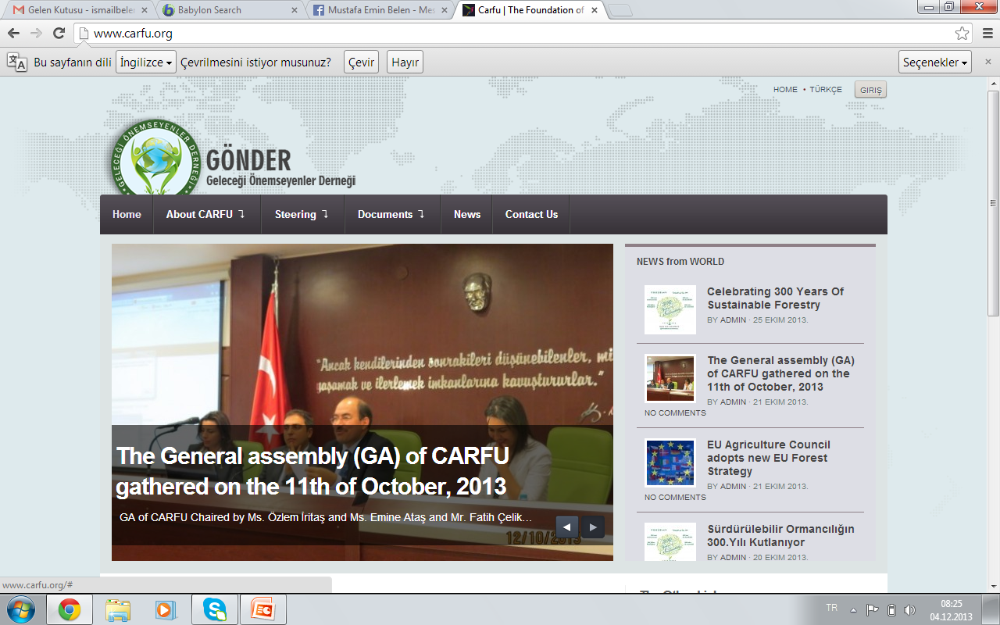 Gelen Kutusu - ismailbele
Babylon Search
Mustafa Emin Belen - Mes
Carfu | The Foundation of
www.carfu.org
Bu sayfanın dili İngilizce Çevrilmesini istiyor musunuz? Çevir Hayır Seçenekler
HOME • TÜRKÇE GIRIŞ
GELECEĞİ ÖNEMSEYENLER DERNEĞİ
GÖNDER
Geleceği Önemseyenler Derneği
Home About CARFU Steering Documents News Contact Us
"Ancak kendilerinden sonrakileri düşünebilenler, mi
yaşamak ve ilerlemek imkanlarına kavuştururlar."
The General assembly (GA) of CARFU
gathered on the 11th of October, 2013
GA of CARFU Chaired by Ms. Özlem İritaş and Ms. Emine Ataş and Mr. Fatih Çelik...
12/10/2013
NEWS from WORLD
Celebrating 300 Years Of
Sustainable Forestry
BY ADMIN · 25 EKIM 2013.
The General assembly (GA)
of CARFU gathered on the
11th of October, 2013
BY ADMIN · 21 EKIM 2013.
NO COMMENTS
EU Agriculture Council
adopts new EU Forest
Strategy
BY ADMIN · 21 EKIM 2013.
NO COMMENTS
Sürdürülebilir Ormancılığın
300.Yılı Kutlanıyor
BY ADMIN · 20 EKIM 2013.
www.carfu.org/#
TR
08:25
04.12.2013